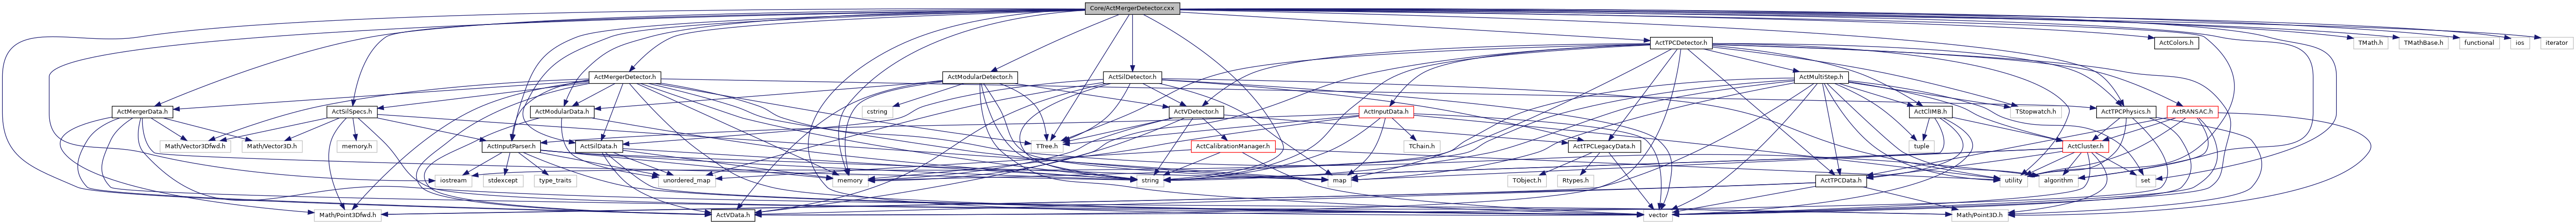 Core/ActMergerDetector.cxx
ActTPCDetector.h
ActColors.h
TMath.h
TMathBase.h
functional
ios
iterator
ActMergerDetector.h
ActModularDetector.h
ActSilDetector.h
ActMultiStep.h
ActMergerData.h
ActSilSpecs.h
ActModularData.h
cstring
ActVDetector.h
ActInputData.h
ActCIIMB.h
TStopwatch.h
ActTPCPhysics.h
ActRANSAC.h
Math/Vector3Dfwd.h
Math/Vector3D.h
memory.h
ActInputParser.h
ActSilData.h
TTree.h
ActCalibrationManager.h
TChain.h
ActTPCLegacyData.h
tuple
ActCluster.h
iostream
stdexcept
type_traits
unordered_map
memory
string
map
TObject.h
Rtypes.h
ActTPCData.h
utility
algorithm
set
Math/Point3Dfwd.h
ActVData.h
vector
Math/Point3D.h